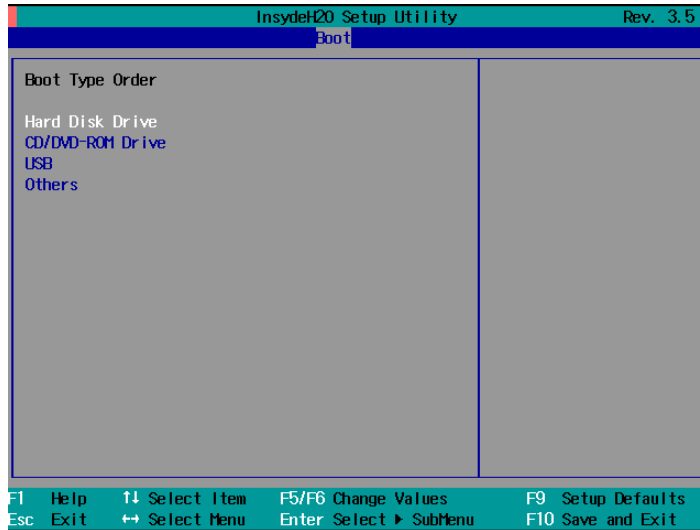 InsydeH2O Setup Utility Rev. 3.5
Boot
Boot Type Order
Hard Disk Drive
CD/DVD-ROM Drive
USB
Others
F1 Help ↑↓ Select Item F5/F6 Change Values F9 Setup Defaults
Esc Exit ↔ Select Menu Enter Select ▶ SubMenu F10 Save and Exit